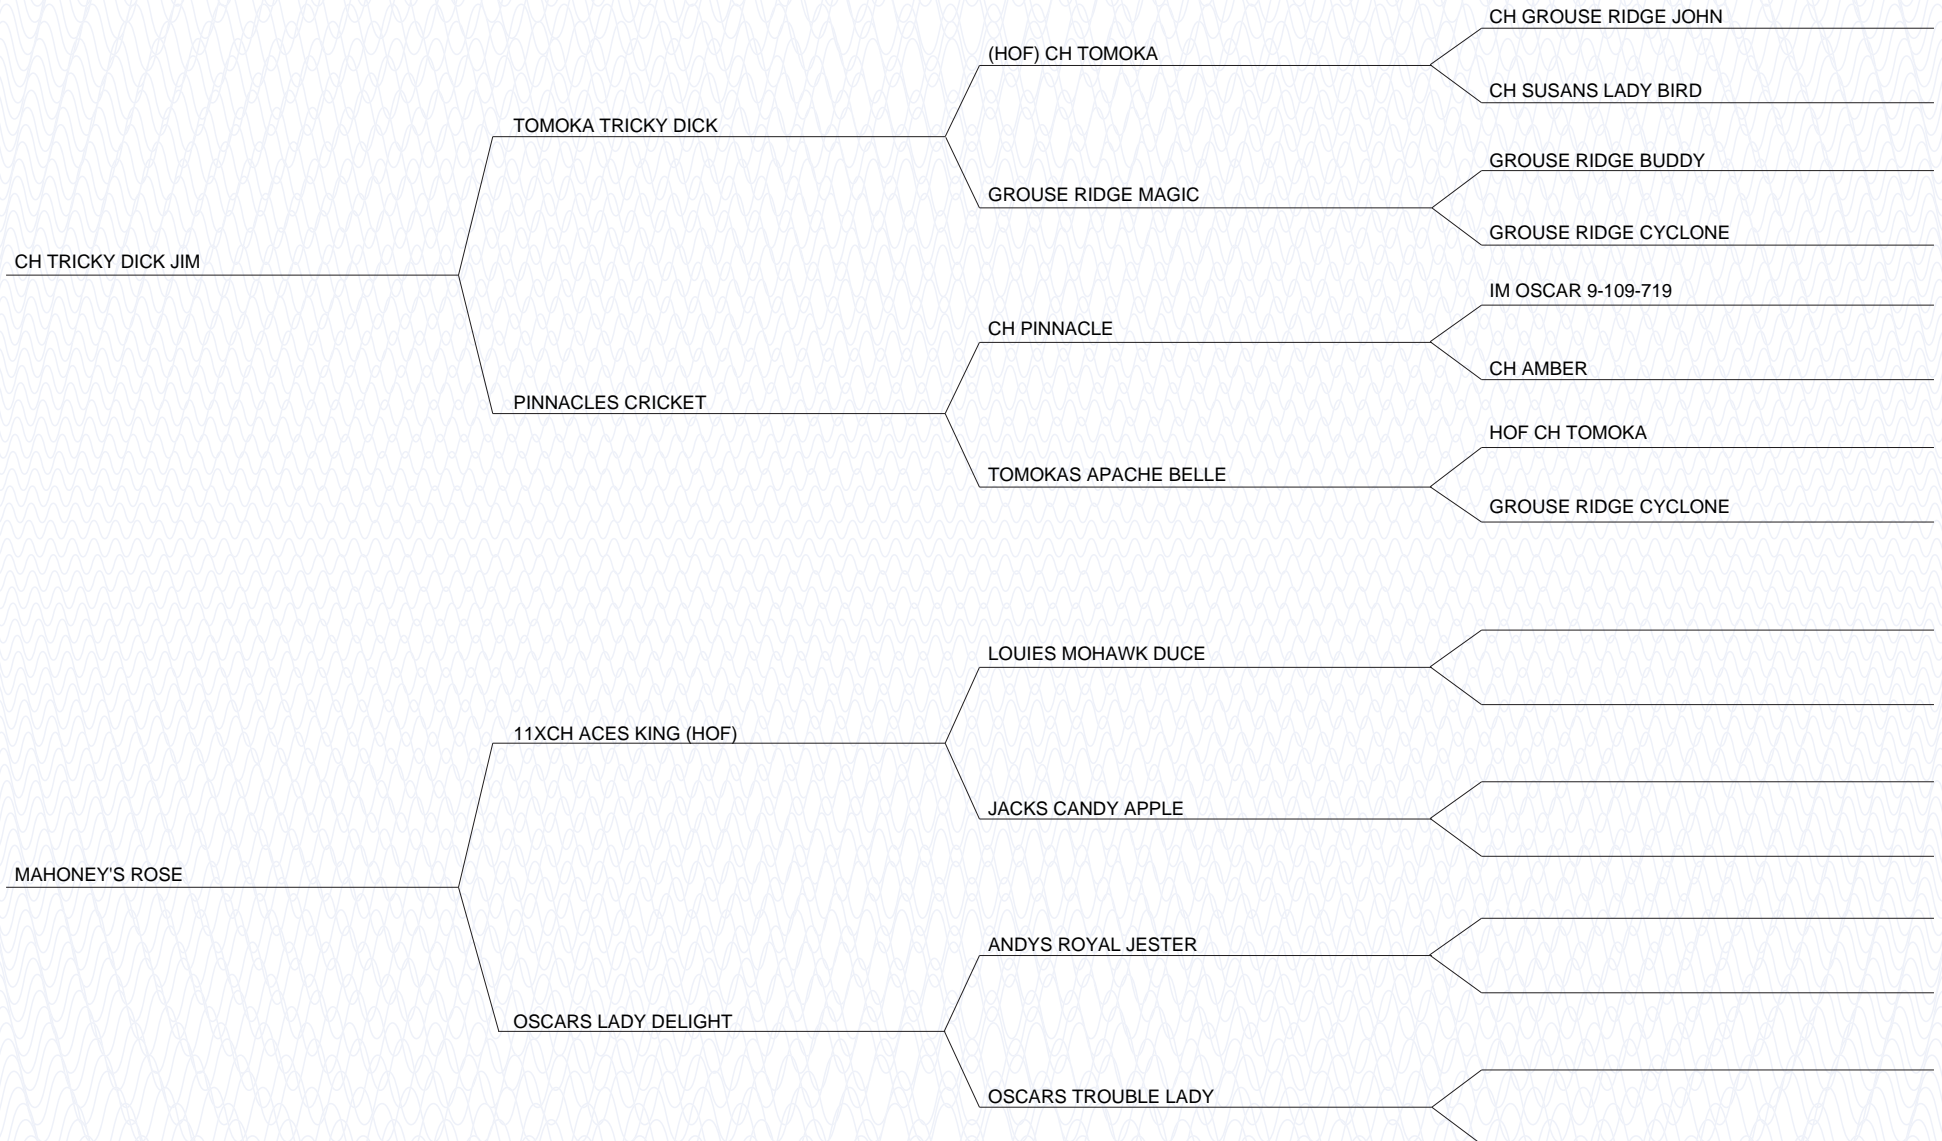 CH GROUSE RIDGE JOHN
(HOF) CH TOMOKA
CH SUSANS LADY BIRD
TOMOKA TRICKY DICK
GROUSE RIDGE BUDDY
GROUSE RIDGE MAGIC
GROUSE RIDGE CYCLONE
CH TRICKY DICK JIM
IM OSCAR 9-109-719
CH PINNACLE
CH AMBER
PINNACLES CRICKET
HOF CH TOMOKA
TOMOKAS APACHE BELLE
GROUSE RIDGE CYCLONE
LOUIES MOHAWK DUCE
11XCH ACES KING (HOF)
JACKS CANDY APPLE
MAHONEY'S ROSE
ANDYS ROYAL JESTER
OSCARS LADY DELIGHT
OSCARS TROUBLE LADY